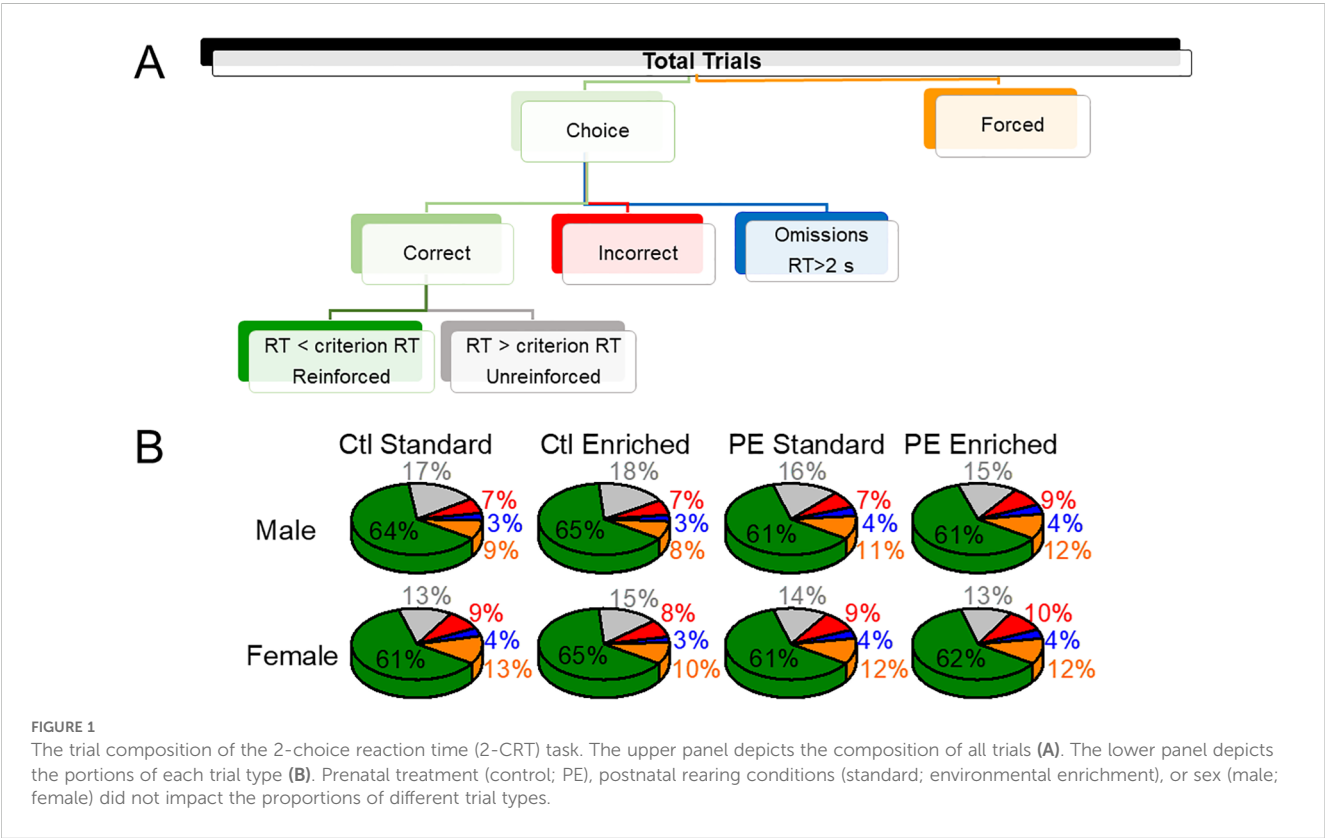 A
Total Trials
Choice
Forced
Correct
Incorrect
Omissions
RT>2 s
RT < criterion RT
Reinforced
RT > criterion RT
Unreinforced
B
Ctl Standard
Ctl Enriched
PE Standard
PE Enriched
Male
17%
7%
3%
9%
64%
18%
7%
3%
8%
65%
16%
7%
4%
11%
61%
15%
9%
4%
12%
61%
Female
13%
9%
4%
13%
61%
15%
8%
3%
10%
65%
14%
9%
4%
12%
61%
13%
10%
4%
12%
62%
FIGURE 1
The trial composition of the 2-choice reaction time (2-CRT) task. The upper panel depicts the composition of all trials (A). The lower panel depicts
the portions of each trial type (B). Prenatal treatment (control; PE), postnatal rearing conditions (standard; environmental enrichment), or sex (male;
female) did not impact the proportions of different trial types.